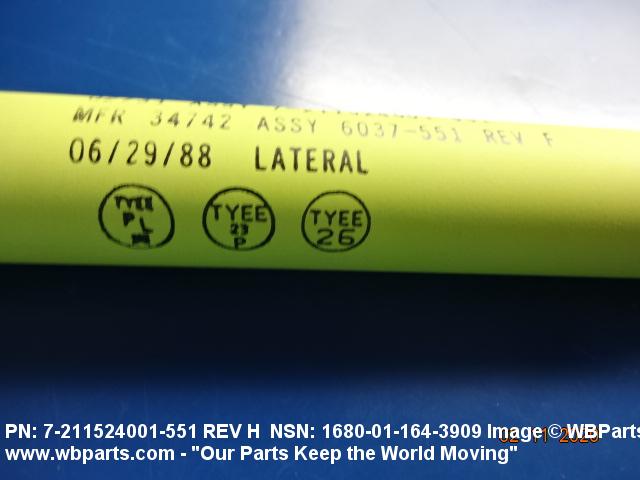 MFR 34742 ASSY 6037-551 REV F
06/29/88 LATERAL
TYEE PL
TYEE 23 P
TYEE 26
PN: 7-211524001-551 REV H NSN: 1680-01-164-3909 Image © WBParts
www.wbparts.com - "Our Parts Keep the World Moving"